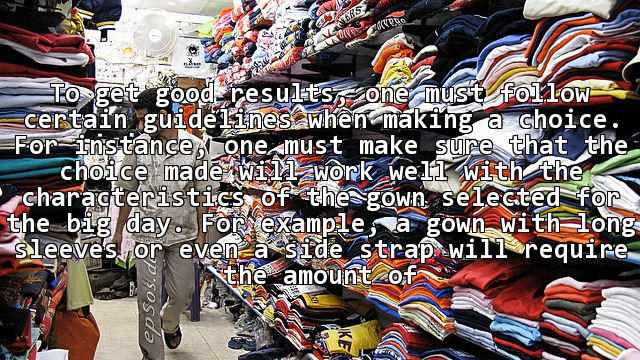 To get good results, one must follow
certain guidelines when making a choice.
For instance, one must make sure that the
choice made will work well with the
characteristics of the gown selected for
the big day. For example, a gown with long
sleeves or even a side strap will require
the amount of
epSos.de